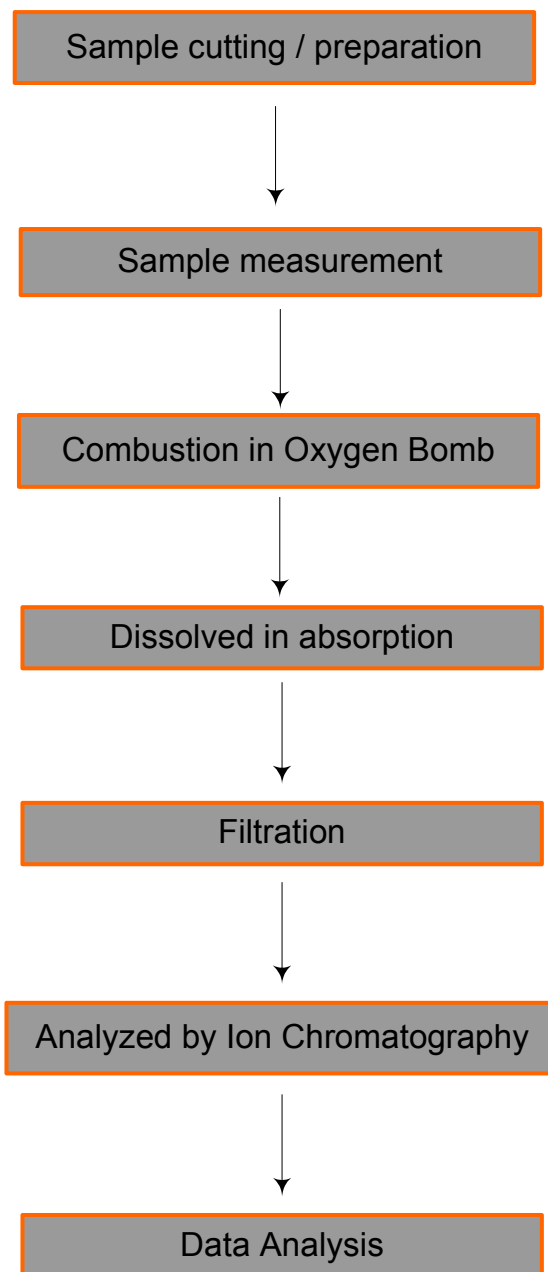 Sample cutting / preparation
Sample measurement
Combustion in Oxygen Bomb
Dissolved in absorption
Filtration
Analyzed by Ion Chromatography
Data Analysis